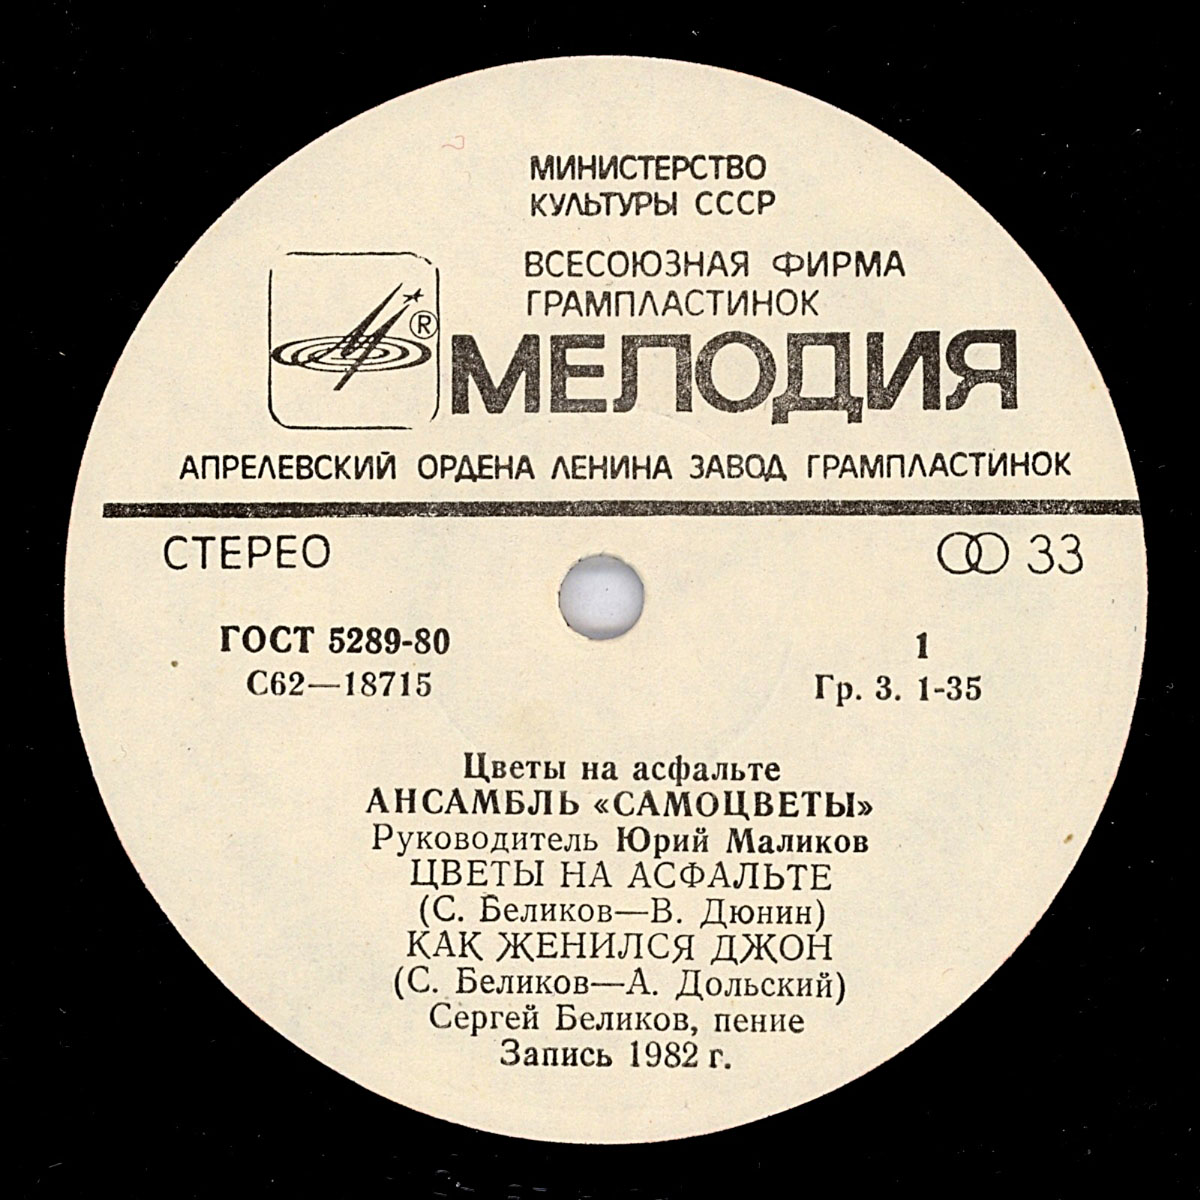 МИНИСТЕРСТВО
КУЛЬТУРЫ СССР
ВСЕСОЮЗНАЯ ФИРМА
ГРАМПЛАСТИНОК
®
МЕЛОДИЯ
АПРЕЛЕВСКИЙ ОРДЕНА ЛЕНИНА ЗАВОД ГРАМПЛАСТИНОК
СТЕРЕО 33
ГОСТ 5289-80 1
С62—18715 Гр. 3. 1-35
Цветы на асфальте
АНСАМБЛЬ «САМОЦВЕТЫ»
Руководитель Юрий Маликов
ЦВЕТЫ НА АСФАЛЬТЕ
(С. Беликов—В. Дюнин)
КАК ЖЕНИЛСЯ ДЖОН
(С. Беликов—А. Дольский)
Сергей Беликов, пение
Запись 1982 г.